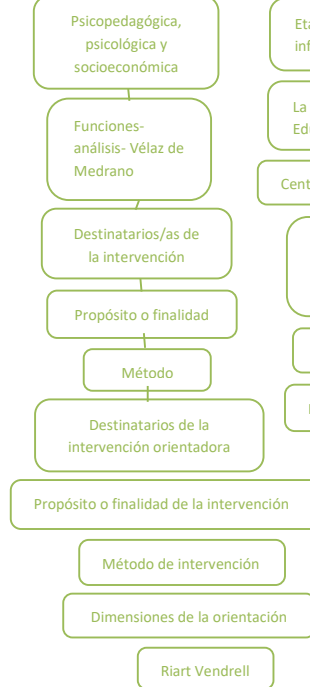 Psicopedagógica,
psicológica y
socioeconómica
Funciones-
análisis- Vélaz de
Medrano
Destinatarios/as de
la intervención
Propósito o finalidad
Método
Destinatarios de la
intervención orientadora
Propósito o finalidad de la intervención
Método de intervención
Dimensiones de la orientación
Riart Vendrell
La